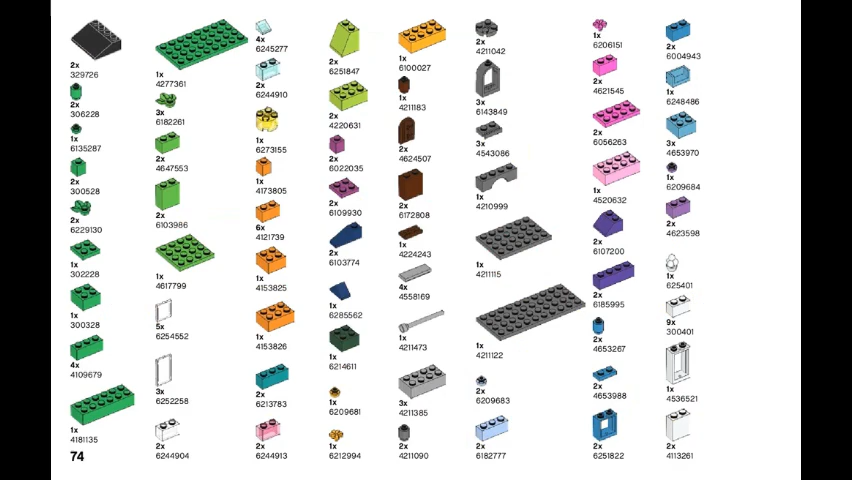 2x
329726
2x
306228
1x
6135287
2x
300528
2x
6229130
1x
302228
1x
300328
4x
4109679
1x
4181135
74
1x
4277361
3x
6182261
2x
4647553
2x
6103986
1x
4617799
5x
6254552
3x
6252258
2x
6244904
4x
6245277
2x
6244910
1x
6273155
1x
4173805
6x
4121739
1x
4153825
1x
4153826
2x
6213783
2x
6244913
2x
6251847
2x
4220631
2x
6022035
2x
6109930
2x
6103774
1x
6285562
1x
6214611
1x
6209681
1x
6212994
1x
6100027
1x
4211183
2x
4624507
2x
6172808
1x
4224243
4x
4558169
1x
4211473
3x
4211385
2x
4211090
2x
4211042
3x
6143849
3x
4543086
1x
4210999
1x
4211115
1x
4211122
2x
6209683
2x
6182777
1x
6206151
2x
4621545
2x
6056263
1x
4520632
2x
6107200
2x
6185995
2x
4653267
2x
4653988
2x
6251822
2x
6004943
1x
6248486
3x
4653970
1x
6209684
2x
4623598
1x
625401
9x
300401
1x
4536521
2x
4113261